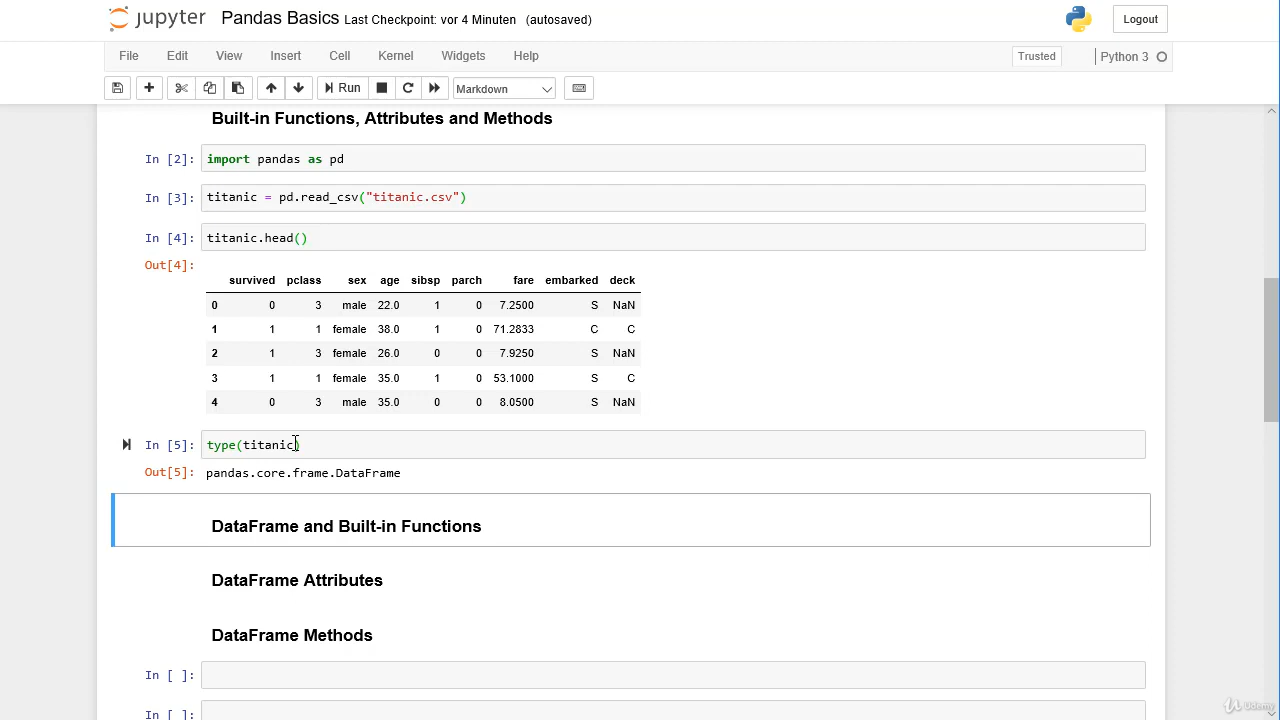 jupyter Pandas Basics Last Checkpoint: vor 4 Minuten (autosaved) Logout
File Edit View Insert Cell Kernel Widgets Help Trusted Python 3
Run Markdown
Built-in Functions, Attributes and Methods
In [2]: import pandas as pd
In [3]: titanic = pd.read_csv("titanic.csv")
In [4]: titanic.head()
Out[4]:
survived pclass sex age sibsp parch fare embarked deck
0 0 3 male 22.0 1 0 7.2500 S NaN
1 1 1 female 38.0 1 0 71.2833 C C
2 1 3 female 26.0 0 0 7.9250 S NaN
3 1 1 female 35.0 1 0 53.1000 S C
4 0 3 male 35.0 0 0 8.0500 S NaN
In [5]: type(titanic)
Out[5]: pandas.core.frame.DataFrame
DataFrame and Built-in Functions
DataFrame Attributes
DataFrame Methods
In [ ]:
In [ ]:
Udemy